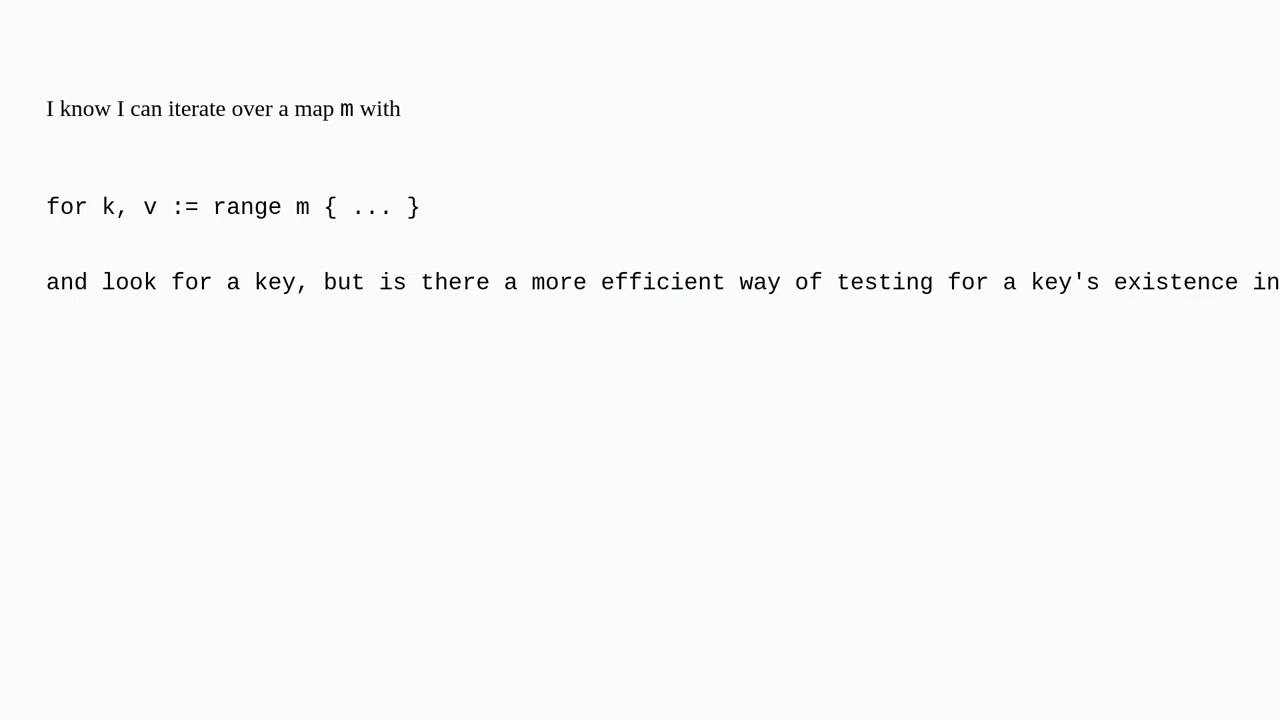 I know I can iterate over a map m with
for k, v := range m { ... }
and look for a key, but is there a more efficient way of testing for a key's existence in